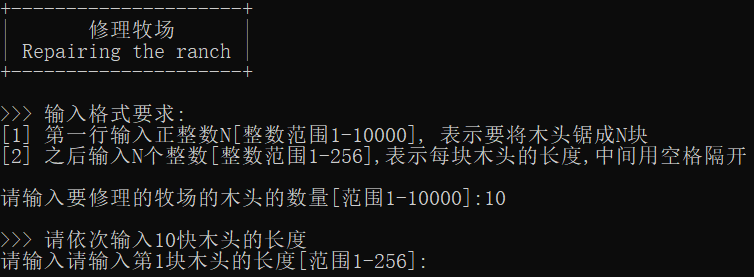 修理牧场
Repairing the ranch
>>> 输入格式要求:
[1] 第一行输入正整数N[整数范围1-10000], 表示要将木头锯成N块
[2] 之后输入N个整数[整数范围1-256],表示每块木头的长度,中间用空格隔开
请输入要修理的牧场的木头的数量[范围1-10000]:10
>>> 请依次输入10快木头的长度
请输入请输入第1块木头的长度[范围1-256]: